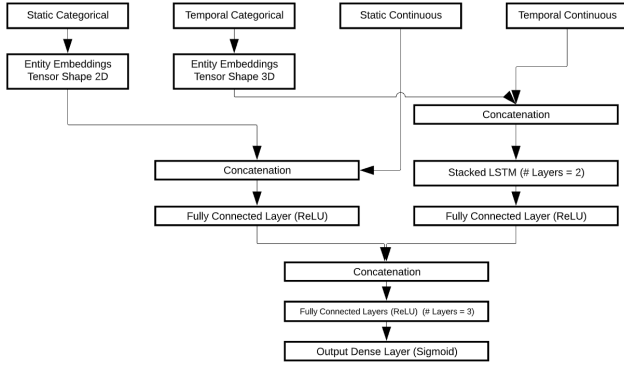 Static Categorical
Temporal Categorical
Static Continuous
Temporal Continuous
Entity Embeddings
Tensor Shape 2D
Entity Embeddings
Tensor Shape 3D
Concatenation
Concatenation
Stacked LSTM (# Layers = 2)
Fully Connected Layer (ReLU)
Fully Connected Layer (ReLU)
Concatenation
Fully Connected Layers (ReLU) (# Layers = 3)
Output Dense Layer (Sigmoid)